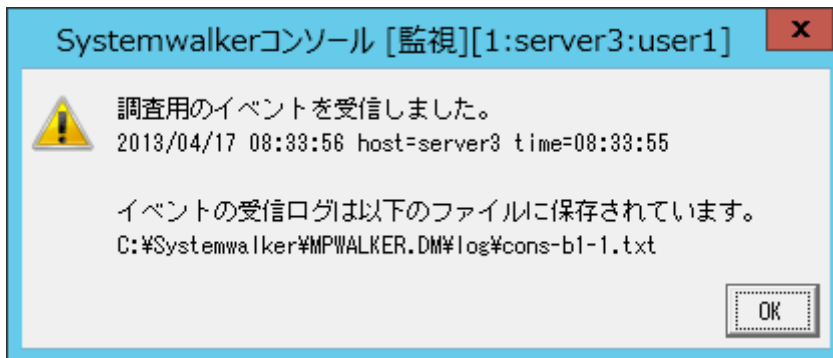 Systemwalkerコンソール [監視][1:server3:user1]
x
調査用のイベントを受信しました。
2013/04/17 08:33:56 host=server3 time=08:33:55
イベントの受信ログは以下のファイルに保存されています。
C:¥Systemwalker¥MPWALKER.DM¥log¥cons-b1-1.txt
OK